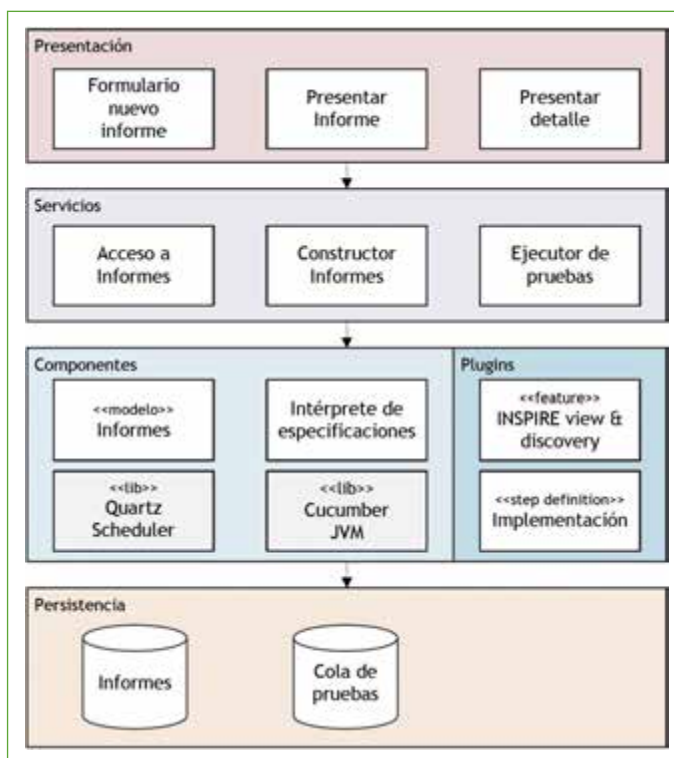 Presentación
Formulario
nuevo
informe
Presentar
Informe
Presentar
detalle
Servicios
Acceso a
Informes
Constructor
Informes
Ejecutor de
pruebas
Componentes
<<modelo>>
Informes
Intérprete de
especificaciones
<<lib>>
Quartz
Scheduler
<<lib>>
Cucumber
JVM
Plugins
<<feature>>
INSPIRE view &
discovery
<<step definition>>
Implementación
Persistencia
Informes
Cola de
pruebas